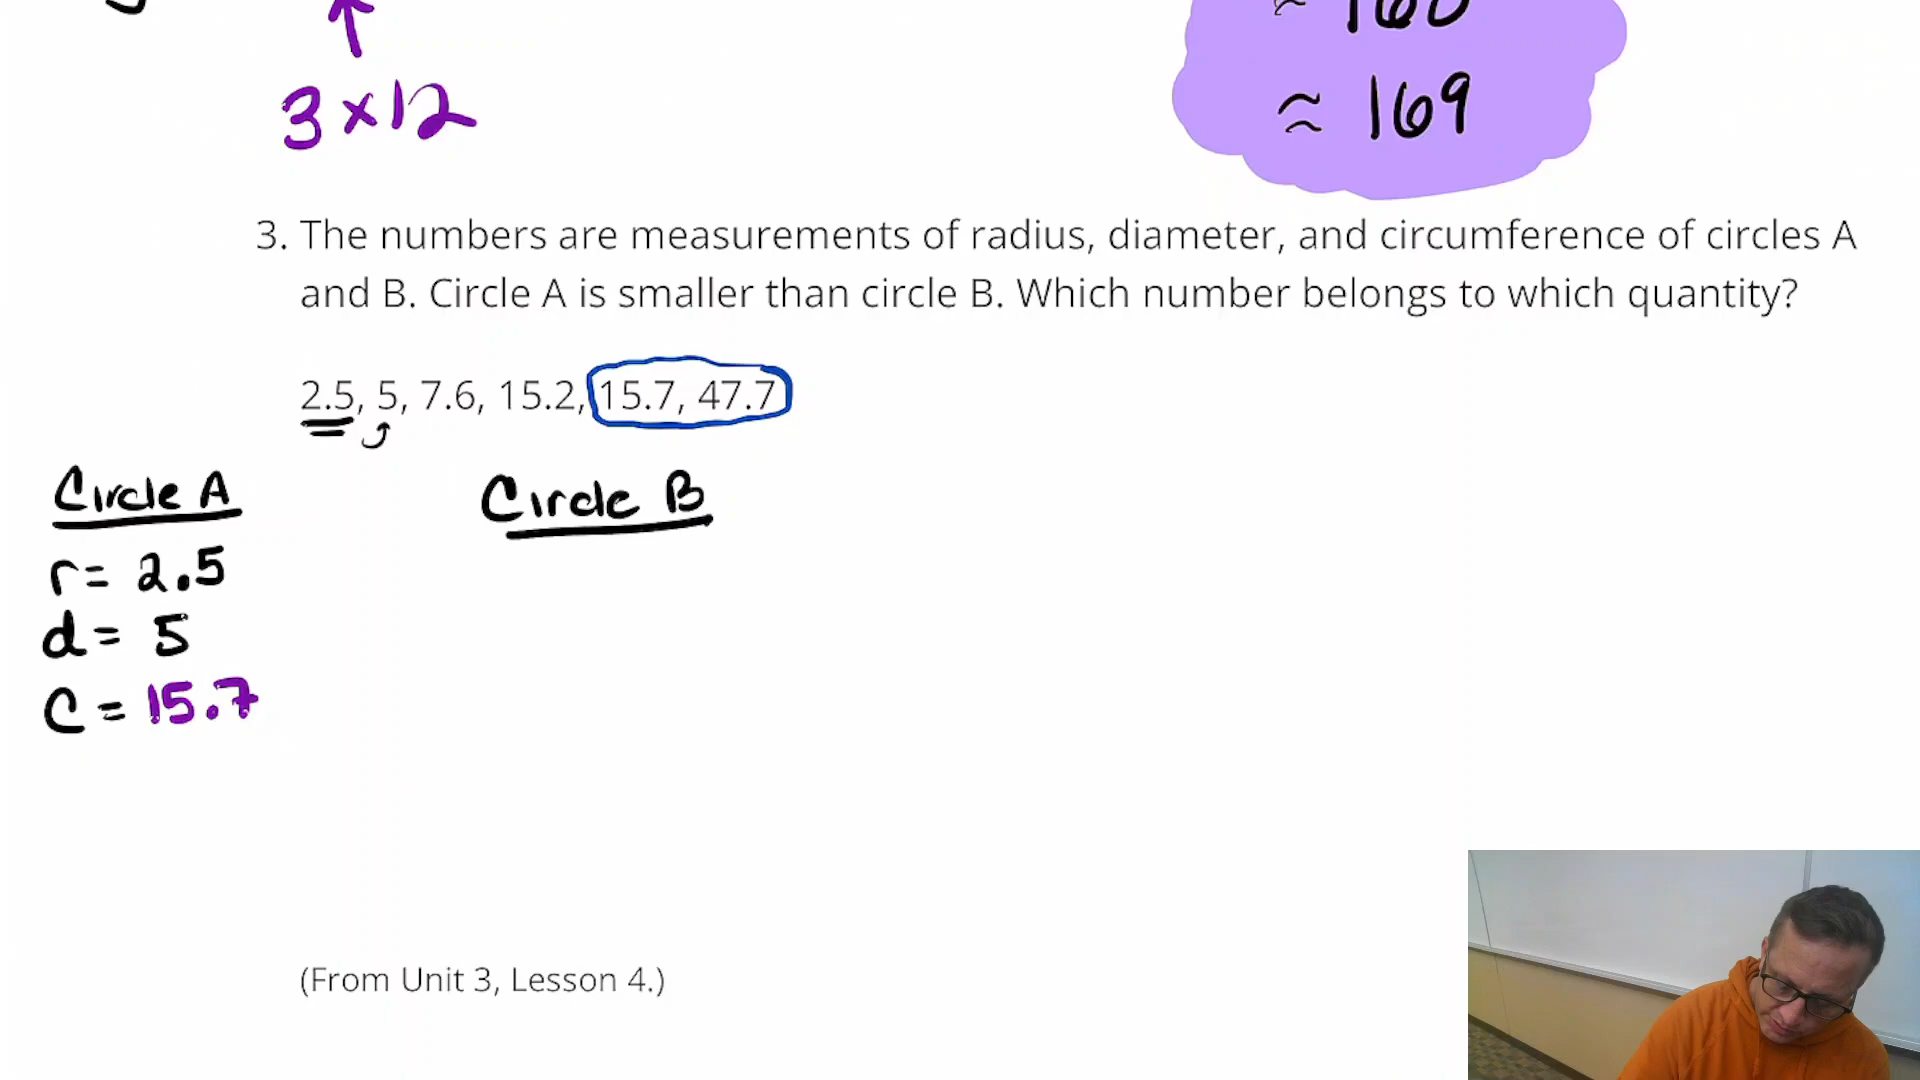 ≈ 160
3 × 12
≈ 169
3. The numbers are measurements of radius, diameter, and circumference of circles A
and B. Circle A is smaller than circle B. Which number belongs to which quantity?
2.5, 5, 7.6, 15.2, 15.7, 47.7
Circle A
Circle B
r = 2.5
d = 5
C = 15.7
(From Unit 3, Lesson 4.)